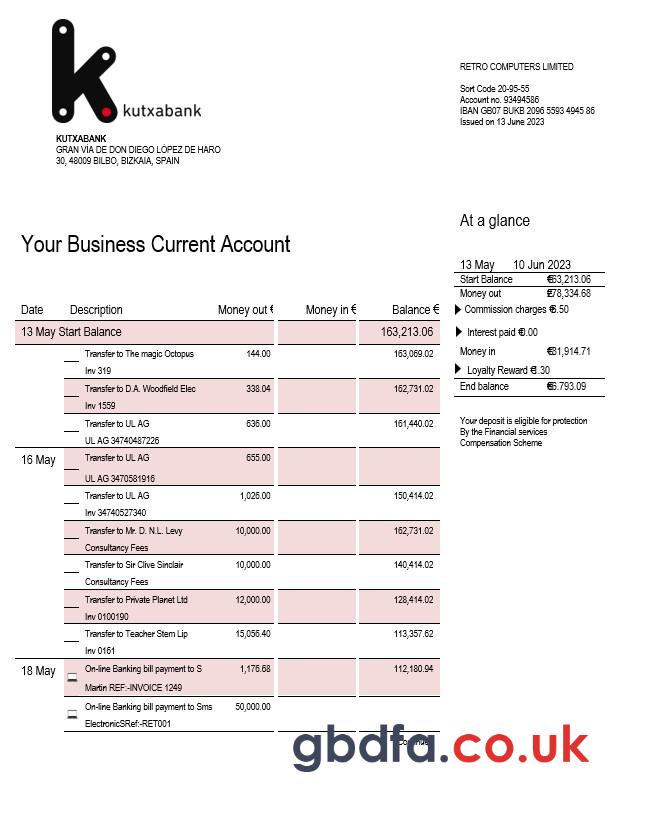 kutxabank
KUTXABANK
GRAN VÍA DE DON DIEGO LÓPEZ DE HARO
30, 48009 BILBO, BIZKAIA, SPAIN
RETRO COMPUTERS LIMITED
Sort Code 20-95-55
Account no. 93494586
IBAN GB07 BUKB 2096 5593 4945 86
Issued on 13 June 2023
At a glance
13 May 10 Jun 2023
Start Balance €63,213.06
Money out 78,334.68
Commission charges €6.50
Interest paid €0.00
Money in €31,914.71
Loyalty Reward €1.30
End balance €6.793.09
Your deposit is eligible for protection
By the Financial services
Compensation Scheme
Your Business Current Account
Date Description Money out € Money in € Balance €
13 May Start Balance 163,213.06
Transfer to The magic Octopus 144.00 163,069.02
Inv 319
Transfer to D.A. Woodfield Elec 338.04 162,731.02
Inv 1559
Transfer to UL AG 636.00 161,440.02
UL AG 34740487226
16 May Transfer to UL AG 655.00
UL AG 3470581916
Transfer to UL AG 1,026.00 150,414.02
Inv 34740527340
Transfer to Mr. D. N.L. Levy 10,000.00 162,731.02
Consultancy Fees
Transfer to Sir Clive Sinclair 10,000.00 140,414.02
Consultancy Fees
Transfer to Private Planet Ltd 12,000.00 128,414.02
Inv 0100190
Transfer to Teacher Stem Lip 15,056.40 113,357.62
Inv 0161
18 May On-line Banking bill payment to S 1,176.68 112,180.94
Martin REF:-INVOICE 1249
On-line Banking bill payment to Sms 50,000.00
ElectronicSRef:-RET001
gbdfa.co.uk